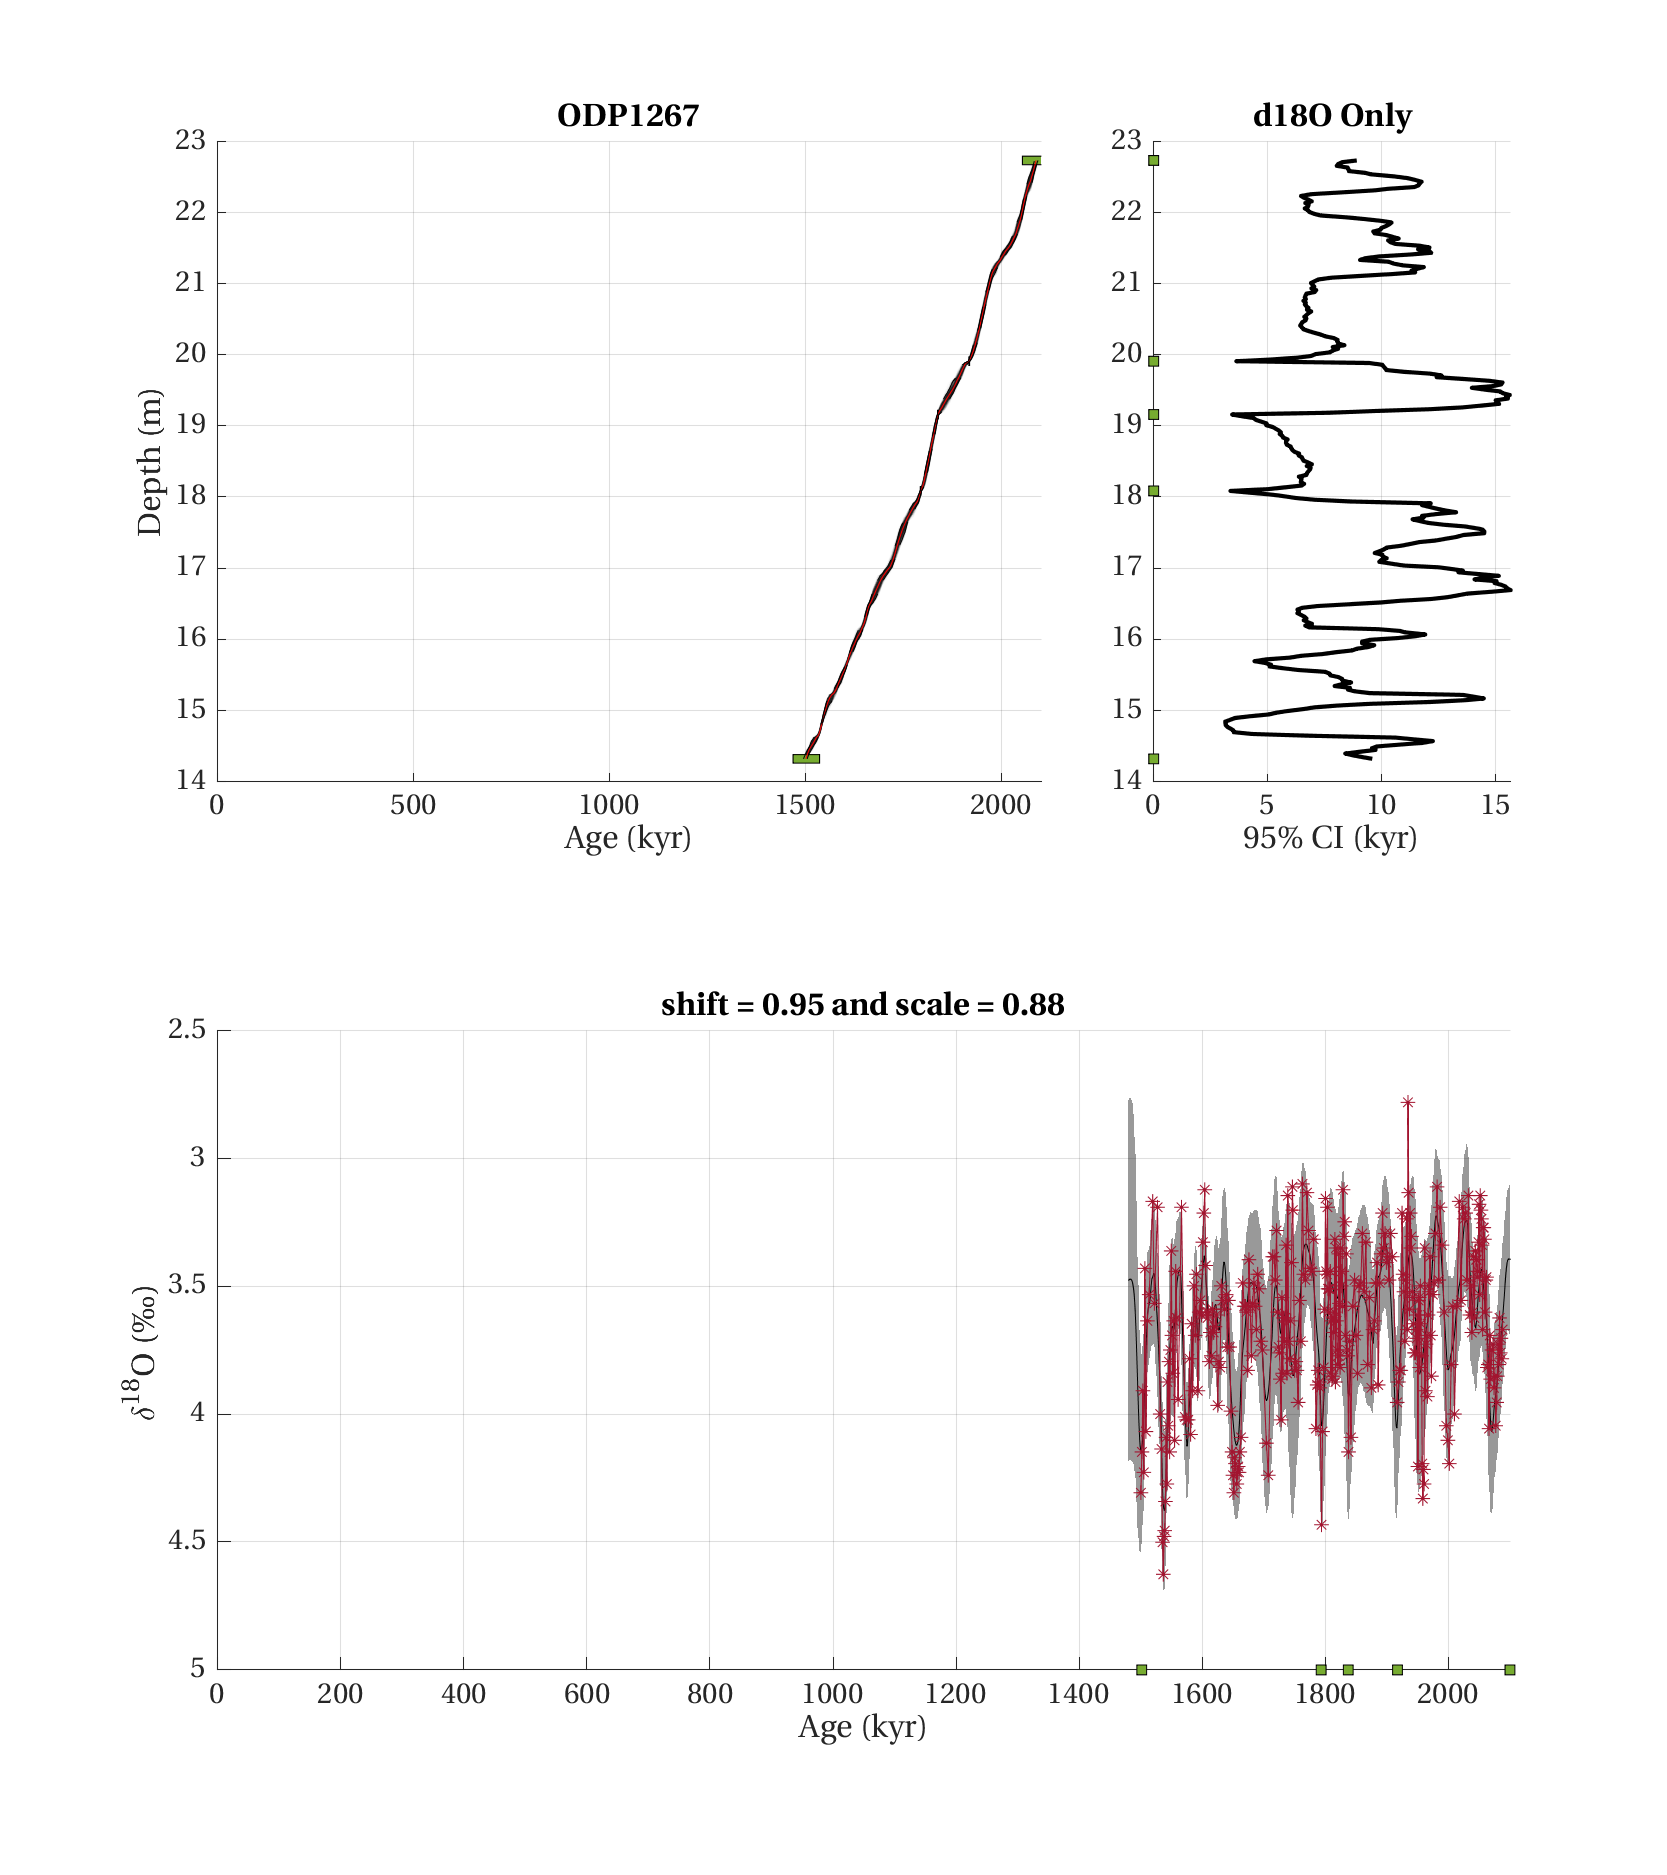 ODP1267
23
22
21
20
19
18
17
16
15
14
Depth (m)
0 500 1000 1500 2000
Age (kyr)
d18O Only
23
22
21
20
19
18
17
16
15
14
0 5 10 15
95% CI (kyr)
shift = 0.95 and scale = 0.88
2.5
3
3.5
4
4.5
5
δ¹⁸O (‰)
0 200 400 600 800 1000 1200 1400 1600 1800 2000
Age (kyr)